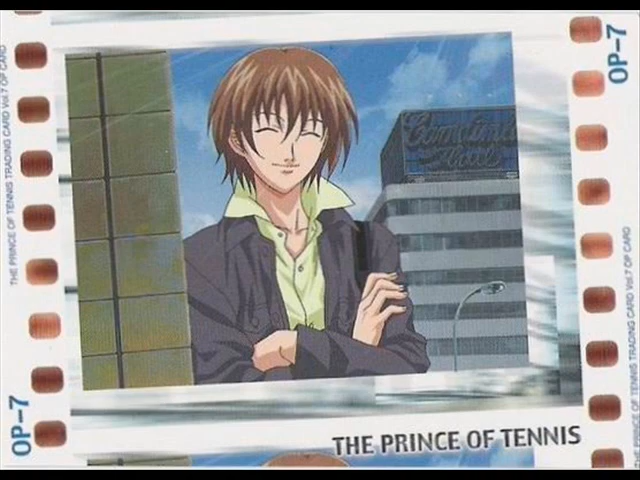 OP-7
THE PRINCE OF TENNIS TRADING CARD Vol.7 OP CARD
THE PRINCE OF TENNIS TRADING CARD Vol.7 OP CARD
OP-7
THE PRINCE OF TENNIS